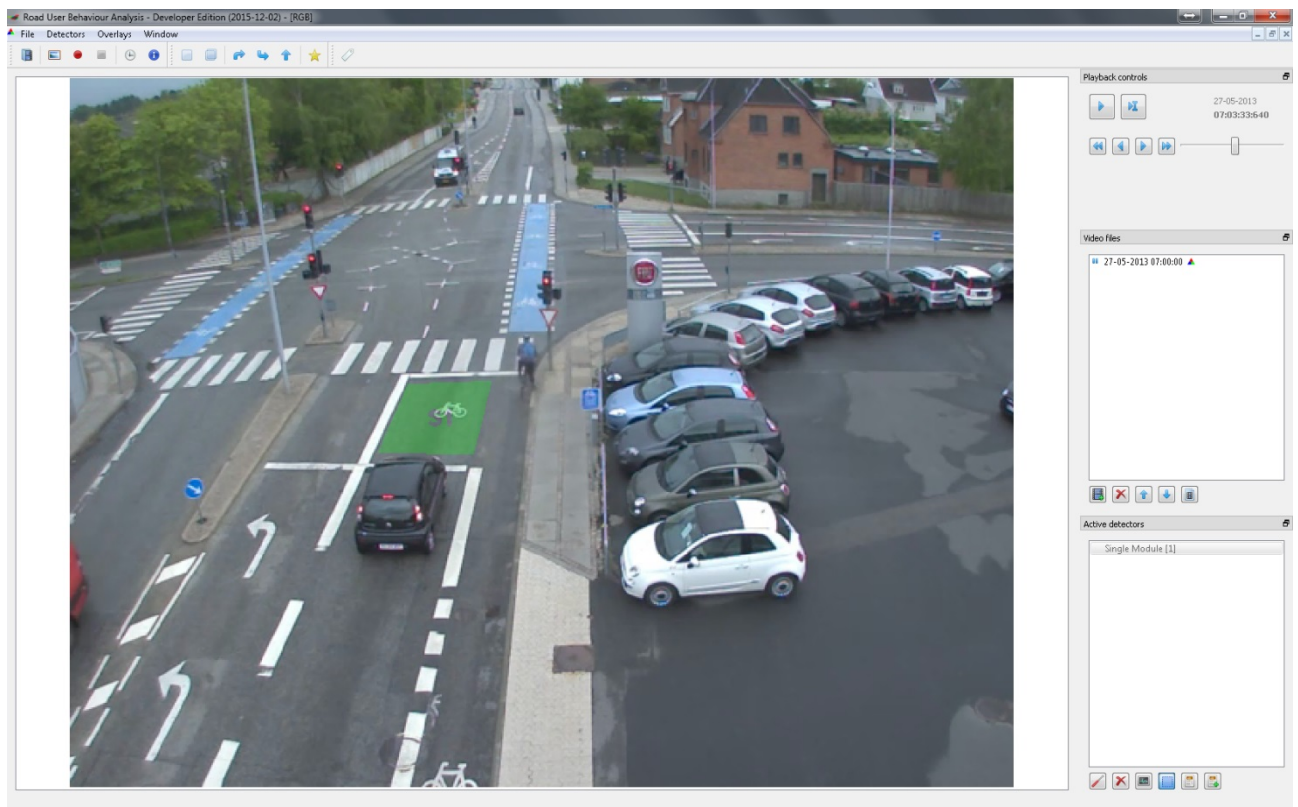 Road User Behaviour Analysis - Developer Edition (2015-12-02) - [RGB]
File Detectors Overlays Window
Playback controls
27-05-2013
07:03:33:640
Video files
27-05-2013 07:00:00
Active detectors
Single Module [1]
FIAT